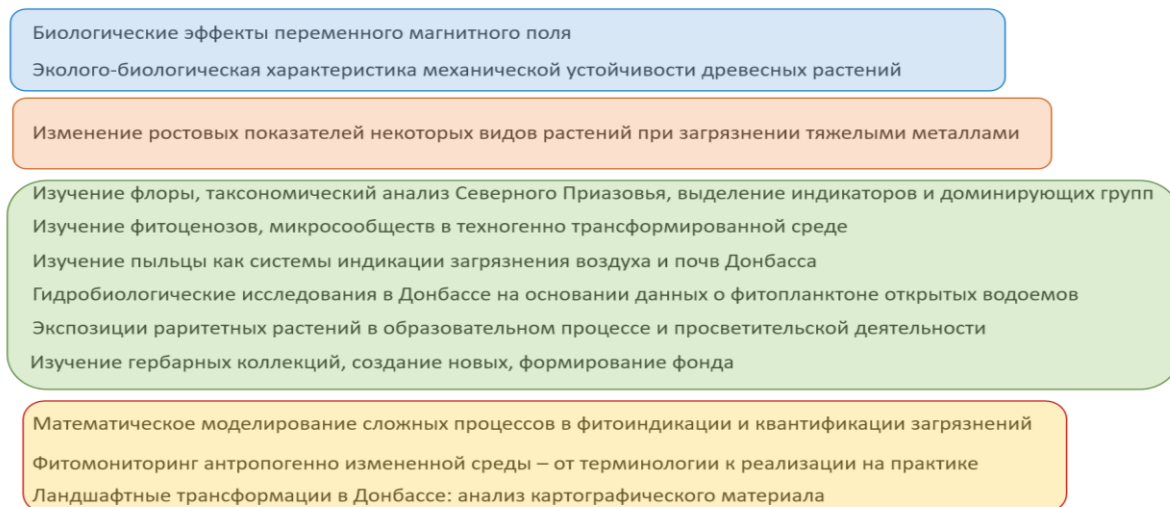 Биологические эффекты переменного магнитного поля
Эколого-биологическая характеристика механической устойчивости древесных растений
Изменение ростовых показателей некоторых видов растений при загрязнении тяжелыми металлами
Изучение флоры, таксономический анализ Северного Приазовья, выделение индикаторов и доминирующих групп
Изучение фитоценозов, микросообществ в техногенно трансформированной среде
Изучение пыльцы как системы индикации загрязнения воздуха и почв Донбасса
Гидробиологические исследования в Донбассе на основании данных о фитопланктоне открытых водоемов
Экспозиции раритетных растений в образовательном процессе и просветительской деятельности
Изучение гербарных коллекций, создание новых, формирование фонда
Математическое моделирование сложных процессов в фитоиндикации и квантификации загрязнений
Фитомониторинг антропогенно измененной среды – от терминологии к реализации на практике
Ландшафтные трансформации в Донбассе: анализ картографического материала